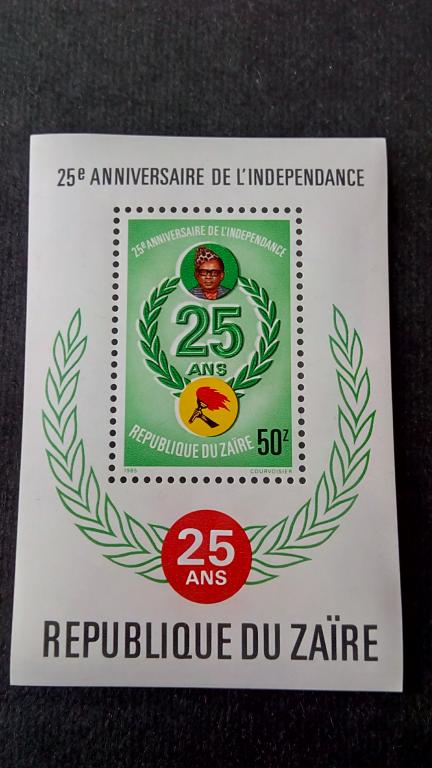 25e ANNIVERSAIRE DE L'INDEPENDANCE
25e ANNIVERSAIRE DE L'INDEPENDANCE
25
ANS
REPUBLIQUE DU ZAÏRE 50z
1985 COURVOISIER
25
ANS
REPUBLIQUE DU ZAÏRE